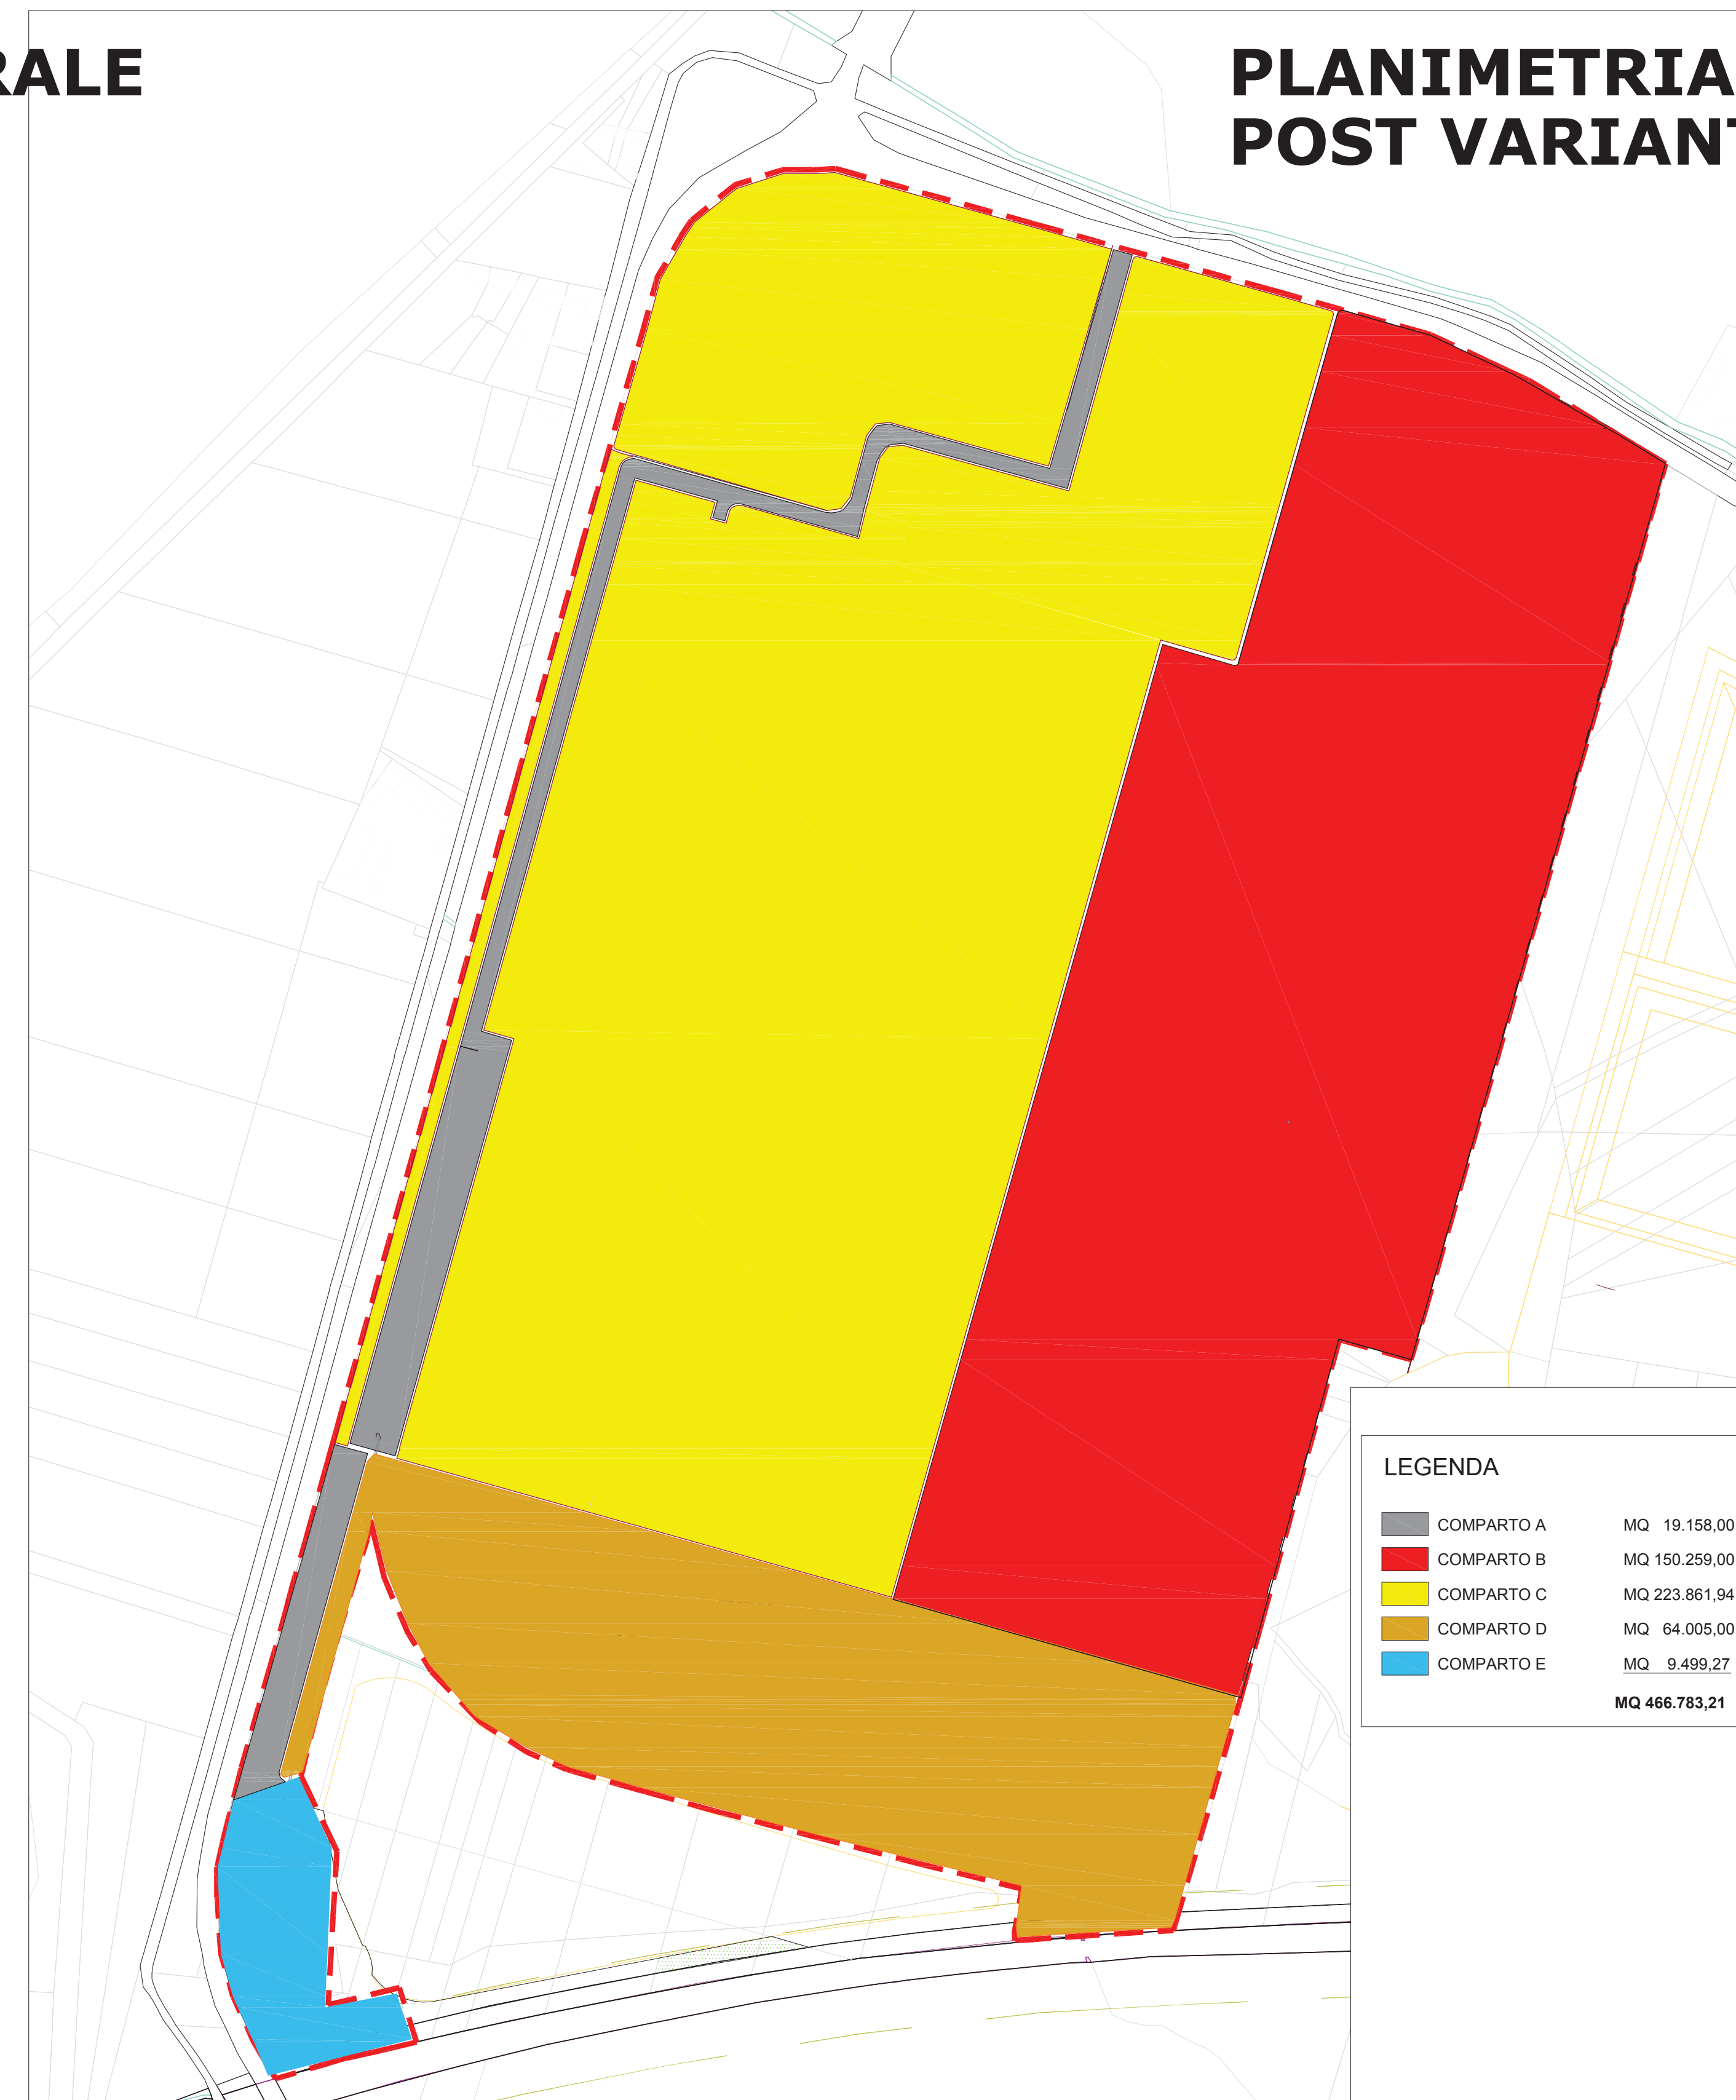 RALE
PLANIMETRIA
POST VARIANT
LEGENDA
COMPARTO A MQ 19.158,00
COMPARTO B MQ 150.259,00
COMPARTO C MQ 223.861,94
COMPARTO D MQ 64.005,00
COMPARTO E MQ 9.499,27
MQ 466.783,21